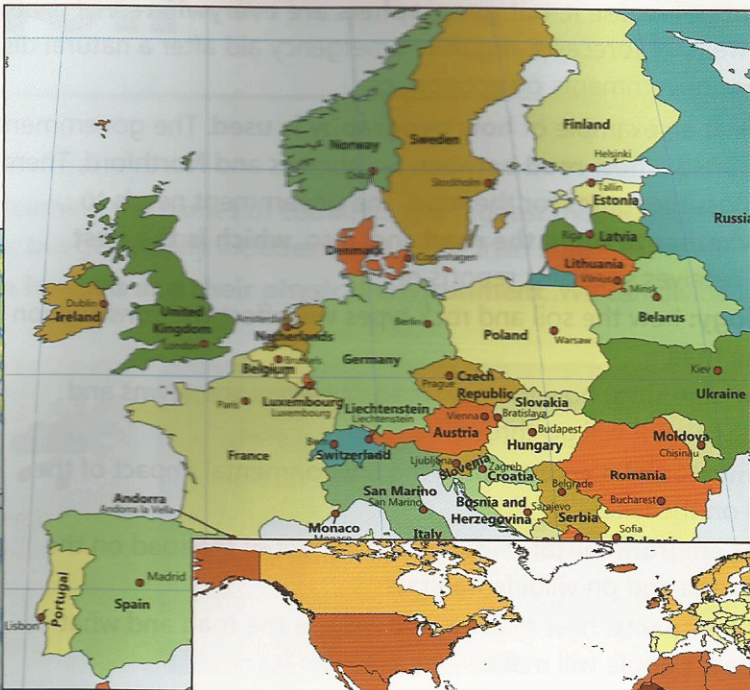 Finland
Helsinki
Norway
Sweden
Oslo
Stockholm
Tallin
Estonia
Russia
Riga
Latvia
Denmark
Copenhagen
Lithuania
Vilnius
Minsk
Belarus
Dublin
Ireland
United
Kingdom
London
Amsterdam
Netherlands
Berlin
Poland
Warsaw
Brussels
Belgium
Germany
Kiev
Ukraine
Prague
Czech
Republic
Paris
Luxembourg
Luxembourg
Slovakia
Liechtenstein
Liechtenstein
Vienna
Bratislava
Austria
Budapest
Hungary
Moldova
Chisinau
France
Switzerland
Ljubljana
Slovenia
Zagreb
Croatia
Romania
Belgrade
Bucharest
Andorra
Andorra la Vella
San Marino
San Marino
Bosnia and
Herzegovina
Sarajevo
Serbia
Sofia
Monaco
Italy
Portugal
Madrid
Spain
Lisbon